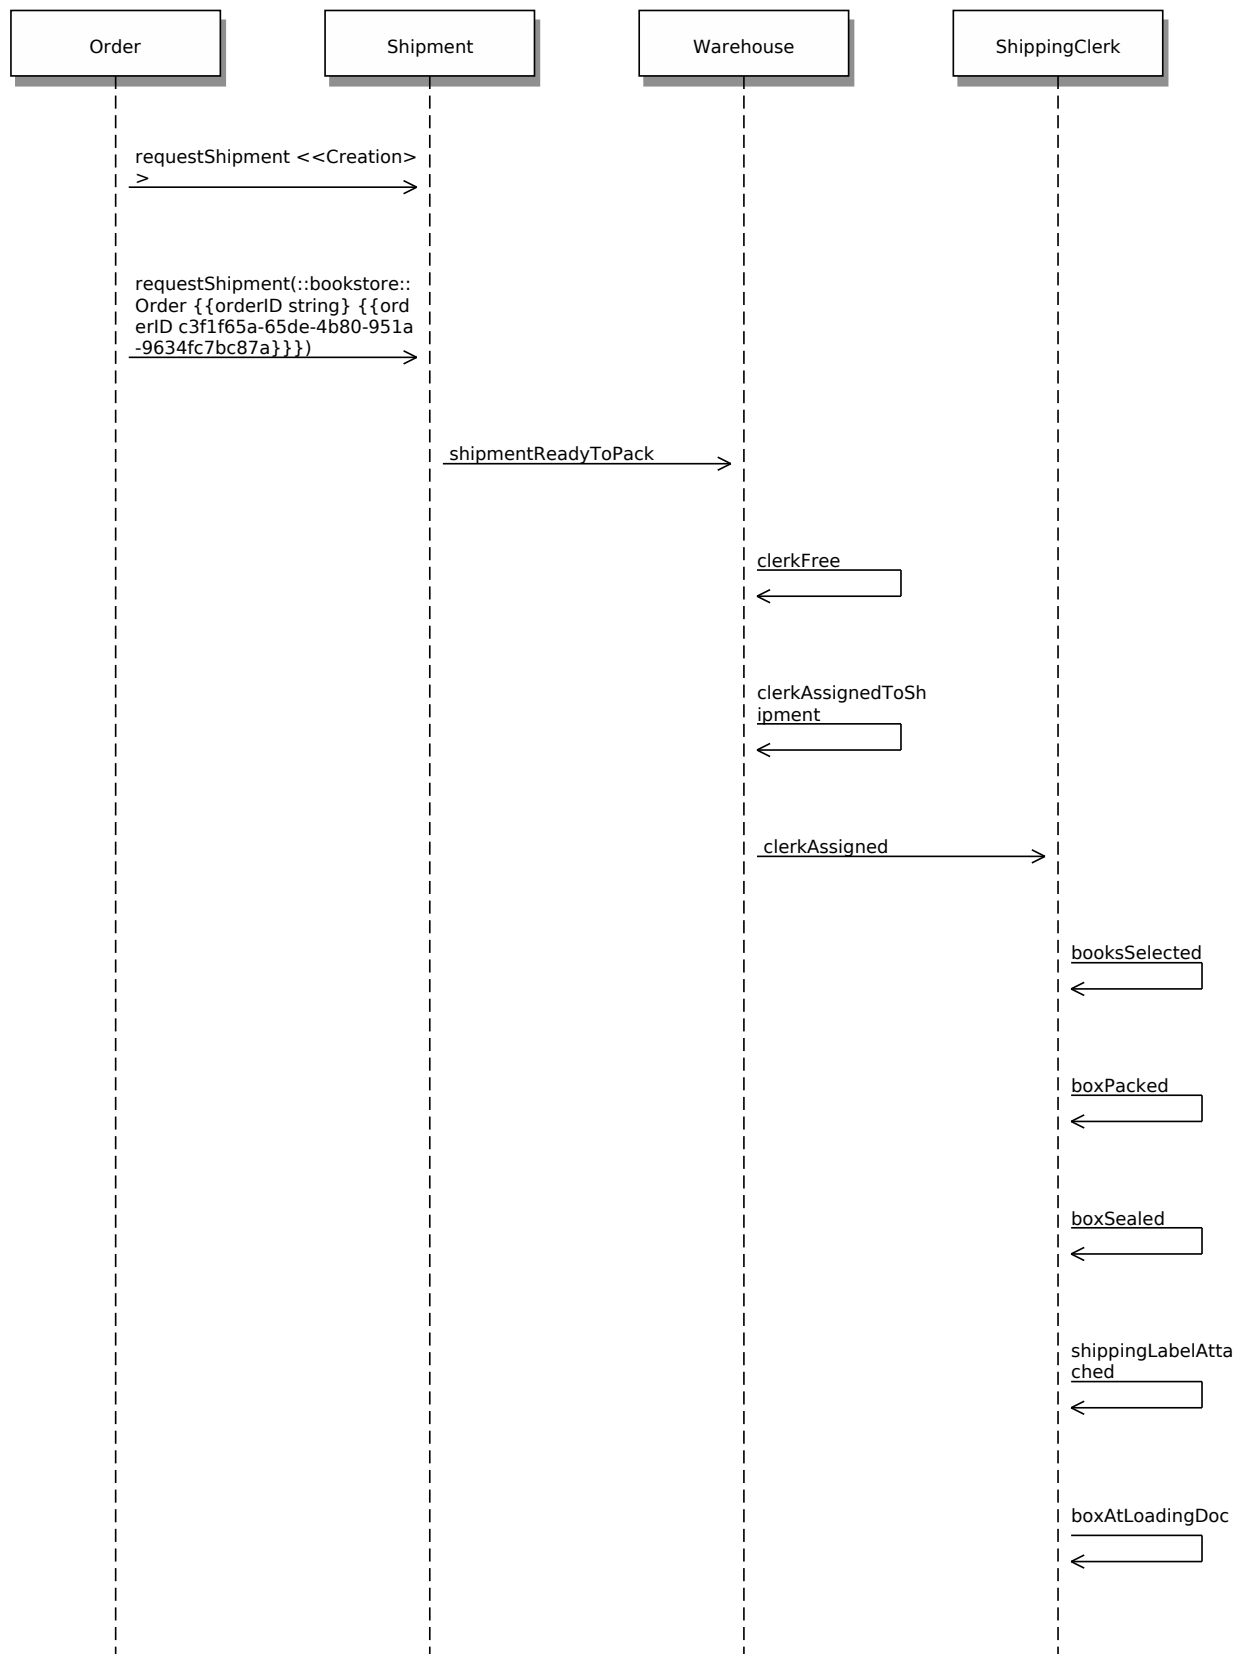 Order
Shipment
Warehouse
ShippingClerk
requestShipment <<Creation>
>
requestShipment(::bookstore::
Order {{orderID string} {{ord
erID c3f1f65a-65de-4b80-951a
-9634fc7bc87a}}})
shipmentReadyToPack
clerkFree
clerkAssignedToSh
ipment
clerkAssigned
booksSelected
boxPacked
boxSealed
shippingLabelAtta
ched
boxAtLoadingDoc